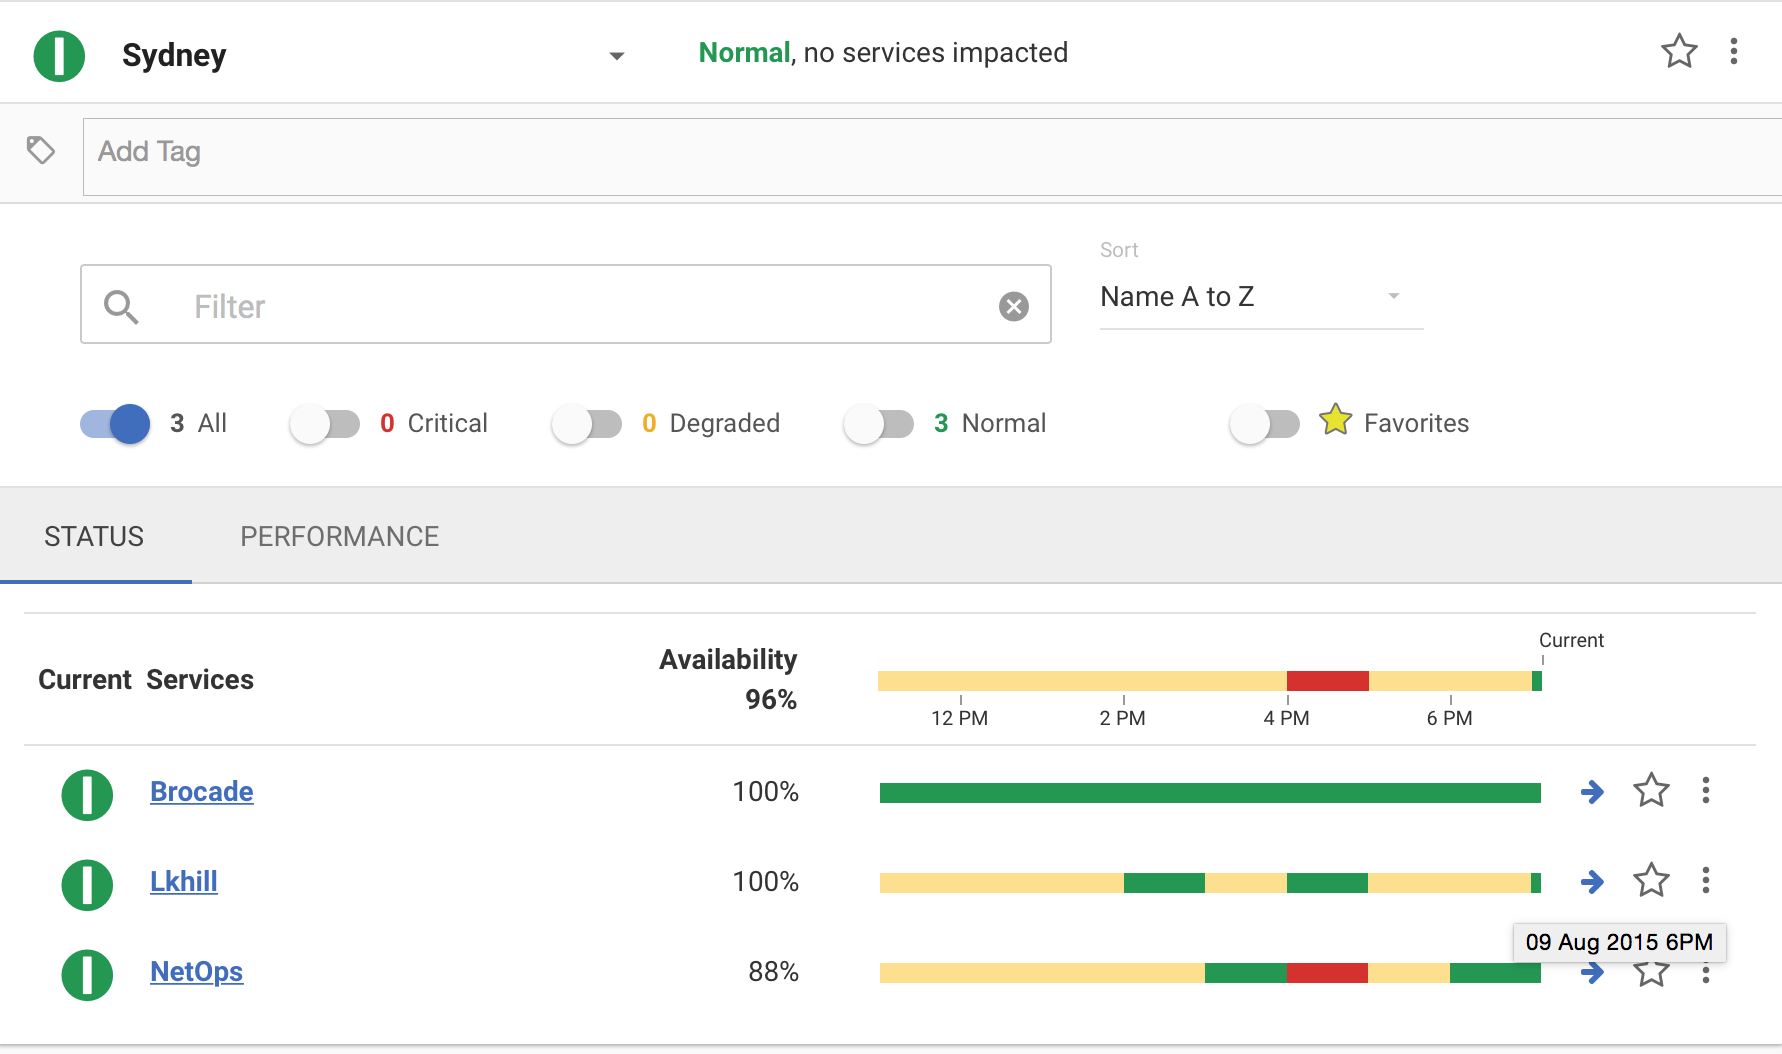 Sydney
Normal, no services impacted
Add Tag
Filter
Sort
Name A to Z
3 All
0 Critical
0 Degraded
3 Normal
Favorites
STATUS
PERFORMANCE
Current Services
Availability
96%
Current
12 PM
2 PM
4 PM
6 PM
Brocade
100%
Lkhill
100%
09 Aug 2015 6PM
NetOps
88%